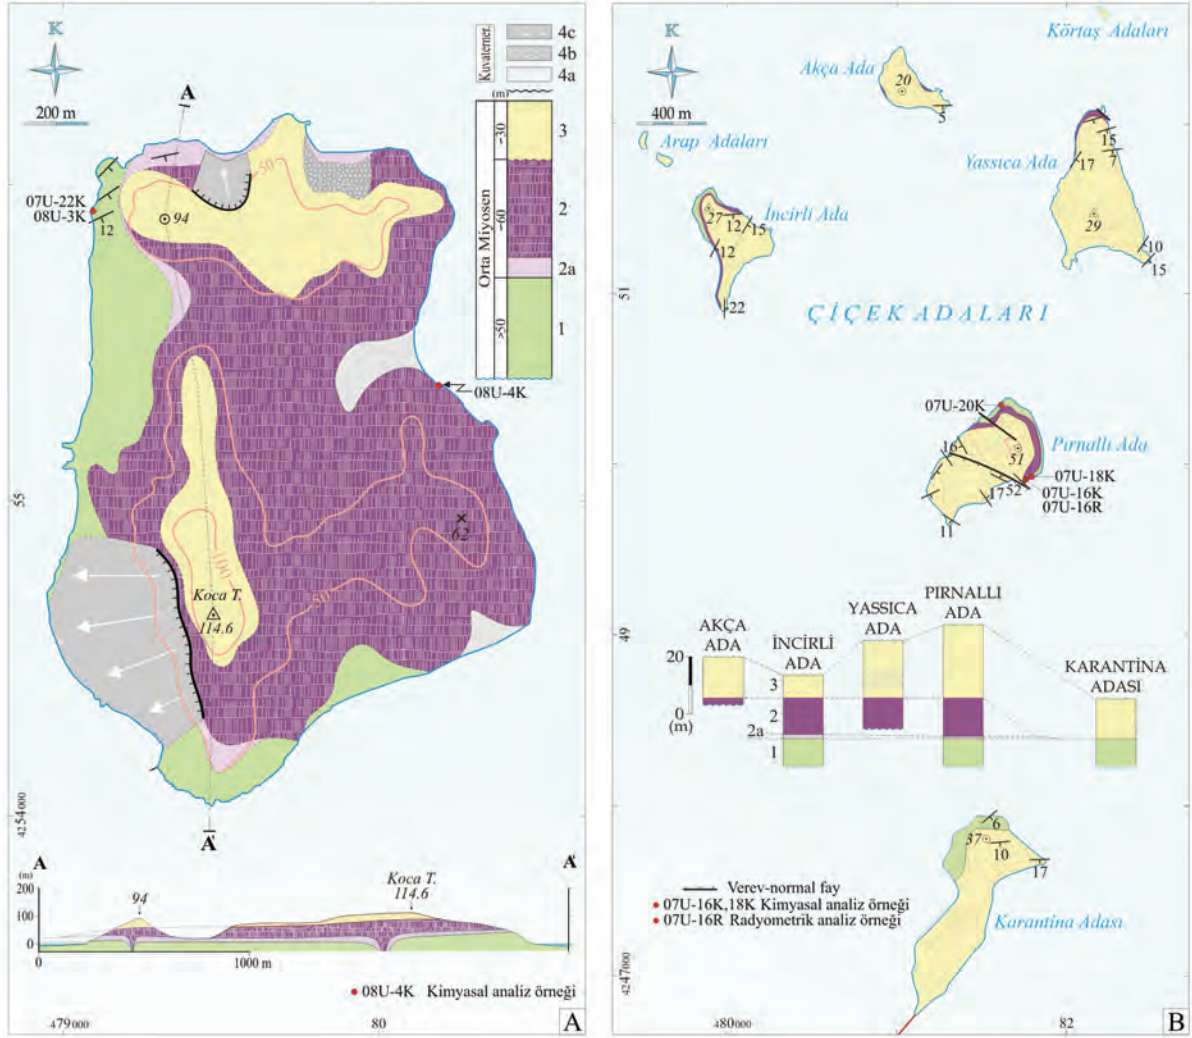 K
200 m
A
Kuvaterner.
4c
4b
4a
(m)
Orta Miyosen
~30
3
~60
2
2a
>50
1
50
94
07U-22K
08U-3K
12
08U-4K
55
62
100
50
Koca T.
114.6
4254000
A'
A
A'
(m)
200
100
0
94
Koca T.
114.6
0
1000 m
08U-4K Kimyasal analiz örneği
479000
80
A
K
400 m
Körtaş Adaları
Akça Ada
20
5
Arap Adaları
Yassıca Ada
15
7
17
29
10
15
İncirli Ada
27
12
15
12
22
51
ÇİÇEK ADALARI
07U-20K
Pırnallı Ada
16
51
07U-18K
07U-16K
07U-16R
17
52
11
49
AKÇA
ADA
İNCİRLİ
ADA
YASSICA
ADA
PIRNALLI
ADA
KARANTİNA
ADASI
20
0
(m)
3
2
2a
1
6
37
10
17
Karantina Adası
Verev-normal fay
07U-16K,18K Kimyasal analiz örneği
07U-16R Radyometrik analiz örneği
4247000
480000
82
B